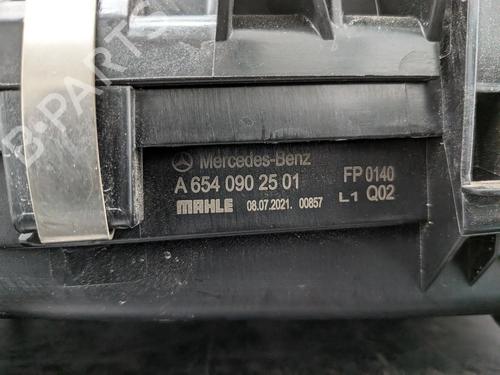 B-PARTS
Mercedes-Benz
A 654 090 25 01 FP 0140
MAHLE 08.07.2021. 00857 L1 Q02